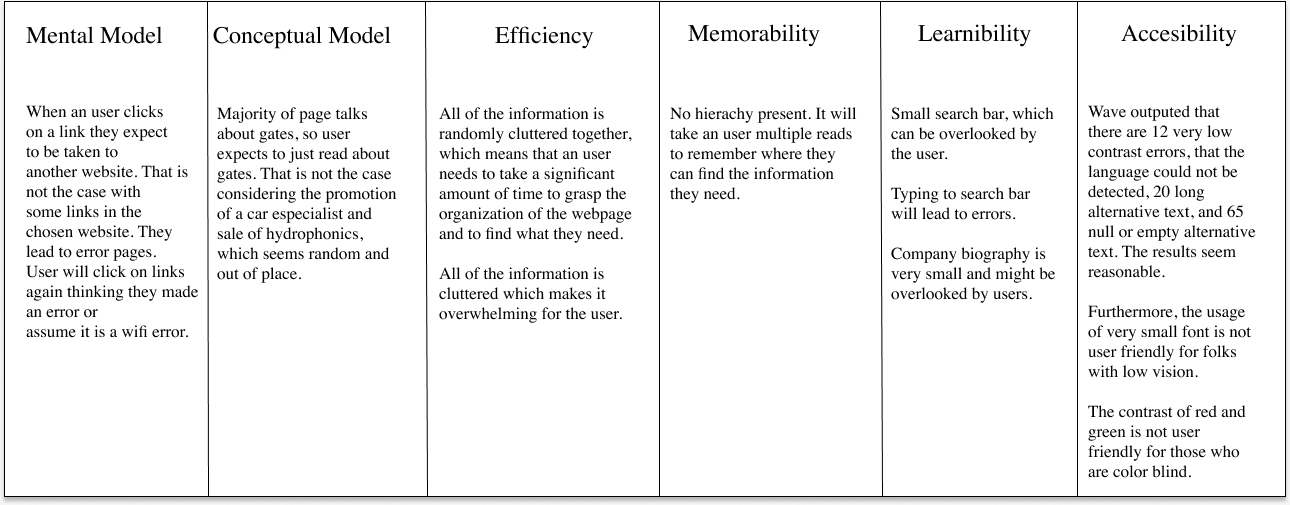 Mental Model
When an user clicks
on a link they expect
to be taken to
another website. That is
not the case with
some links in the
chosen website. They
lead to error pages.
User will click on links
again thinking they made
an error or
assume it is a wifi error.
Conceptual Model
Majority of page talks
about gates, so user
expects to just read about
gates. That is not the case
considering the promotion
of a car especialist and
sale of hydrophonics,
which seems random and
out of place.
Efficiency
All of the information is
randomly cluttered together,
which means that an user
needs to take a significant
amount of time to grasp the
organization of the webpage
and to find what they need.
All of the information is
cluttered which makes it
overwhelming for the user.
Memorability
No hierachy present. It will
take an user multiple reads
to remember where they
can find the information
they need.
Learnibility
Small search bar, which
can be overlooked by
the user.
Typing to search bar
will lead to errors.
Company biography is
very small and might be
overlooked by users.
Accesibility
Wave outputed that
there are 12 very low
contrast errors, that the
language could not be
detected, 20 long
alternative text, and 65
null or empty alternative
text. The results seem
reasonable.
Furthermore, the usage
of very small font is not
user friendly for folks
with low vision.
The contrast of red and
green is not user
friendly for those who
are color blind.